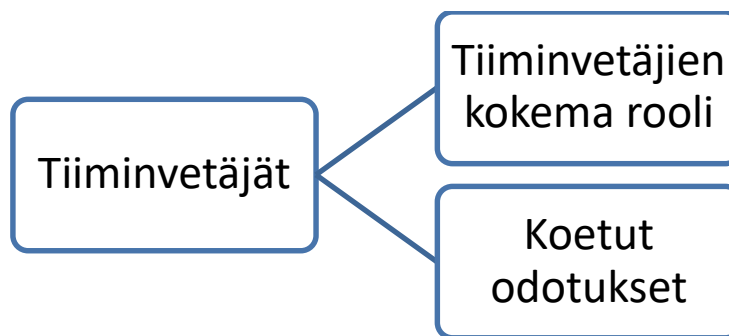 Tiiminvetäjät
Tiiminvetäjien
kokema rooli
Koetut
odotukset